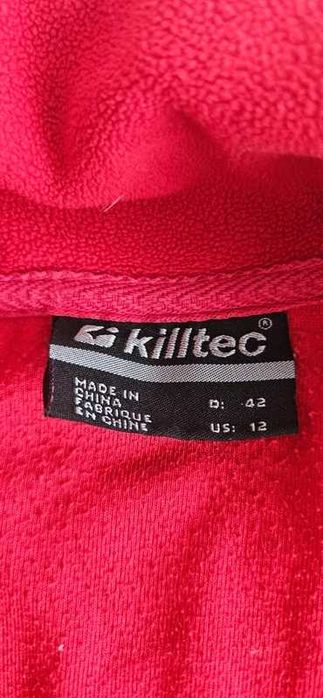 killtec®
MADE IN
CHINA
FABRIQUE
EN CHINE
D: 42
US: 12